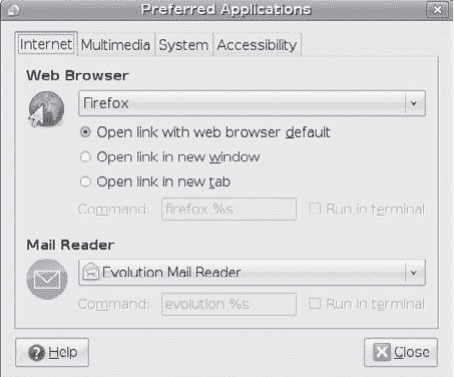 Preferred Applications
Internet Multimedia System Accessibility
Web Browser
Firefox
Open link with web browser default
Open link in new window
Open link in new tab
Command: firefox %s Run in terminal
Mail Reader
Evolution Mail Reader
Command: evolution %s Run in terminal
Help Close